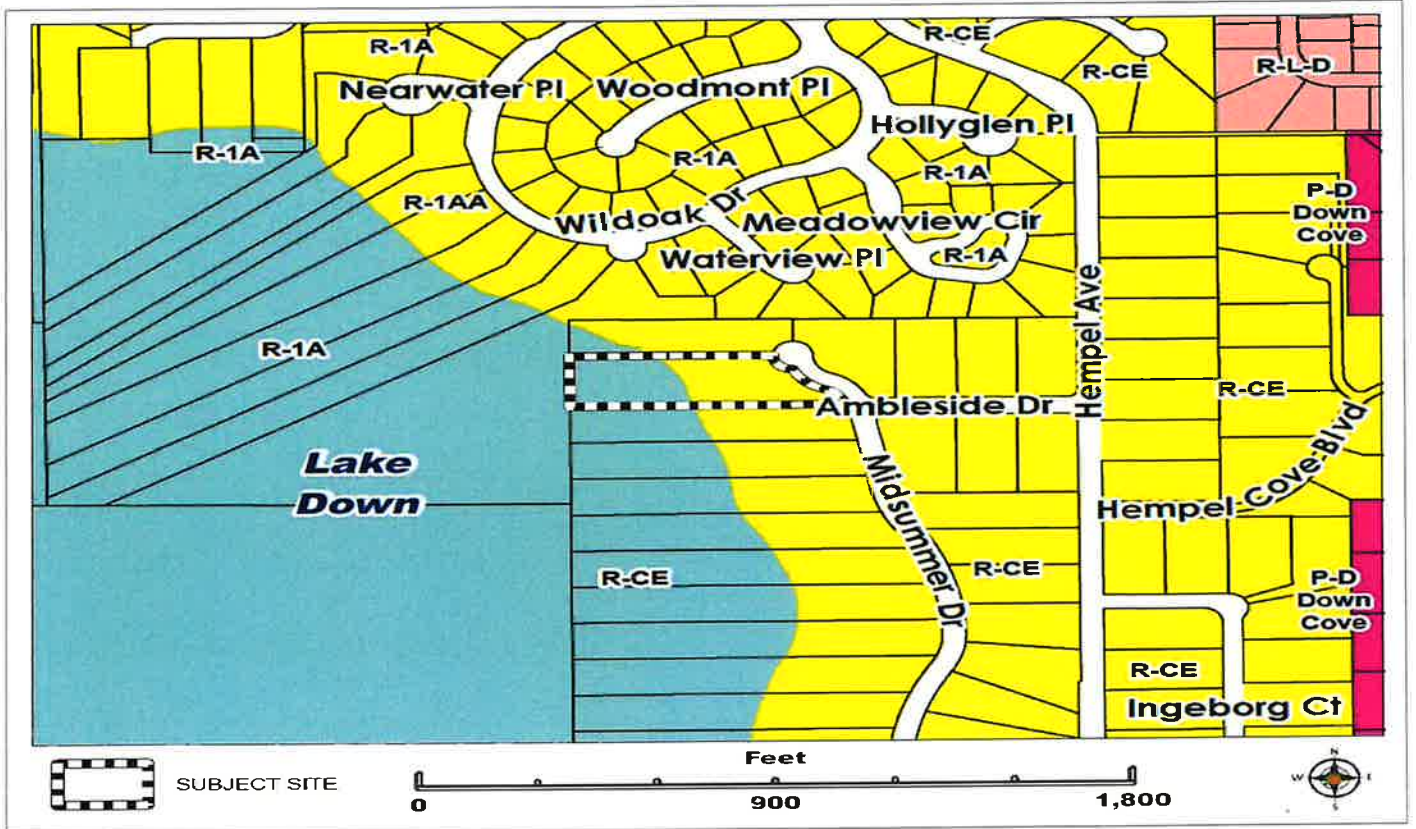 R-CE
R-1A
R-CE
R-L-D
Nearwater Pl
Woodmont Pl
Hollyglen Pl
R-1A
R-1A
R-1A
P-D
Down
Cove
R-1AA
Wildoak Dr
Meadowview Cir
Waterview Pl
R-1A
Hempel Ave
R-1A
R-CE
Ambleside Dr
Lake
Down
Midsummer Dr
Hempel Cove Blvd
R-CE
R-CE
P-D
Down
Cove
R-CE
Ingeborg Ct
SUBJECT SITE
Feet
0
900
1,800
N
W
E
S